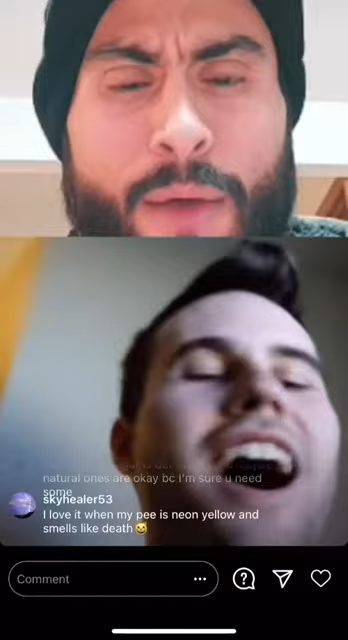 natural ones are okay bc I'm sure u need
some
skyhealer53
I love it when my pee is neon yellow and
smells like death😹
Comment